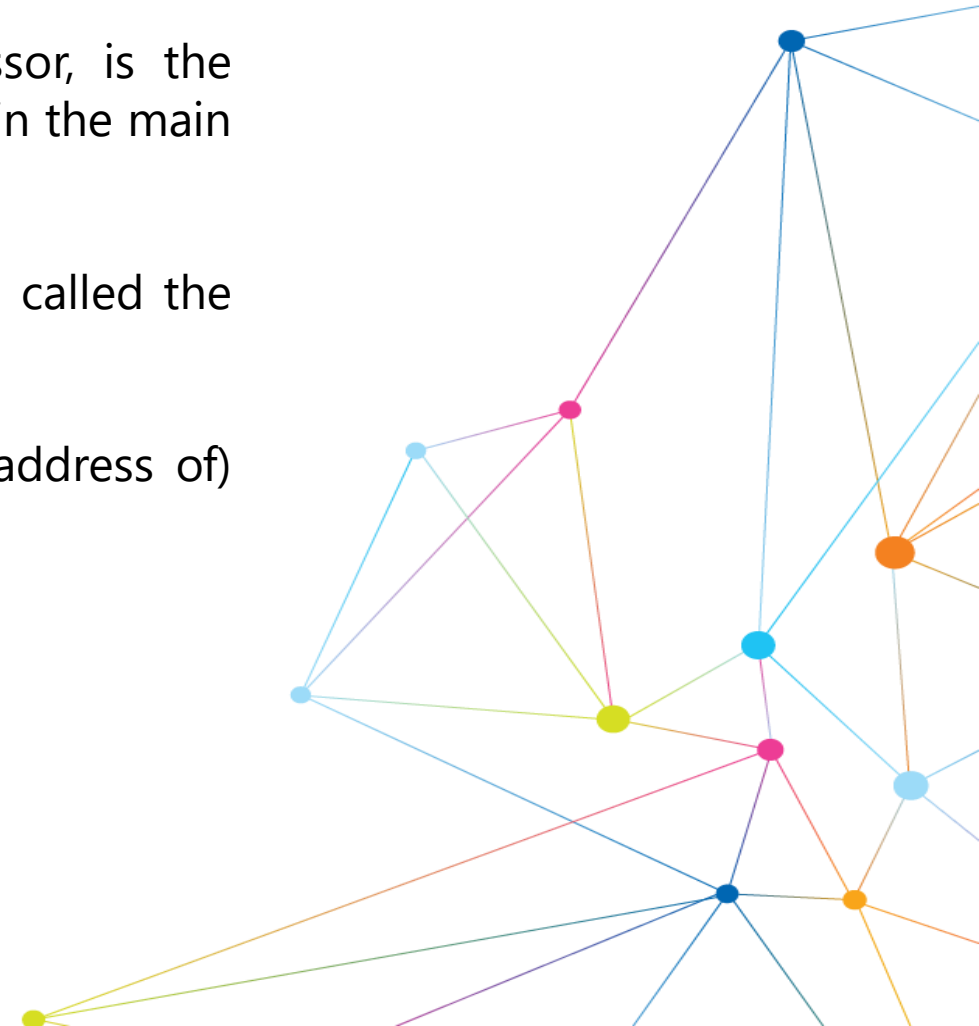 ssor, is the
in the main
called the
address of)